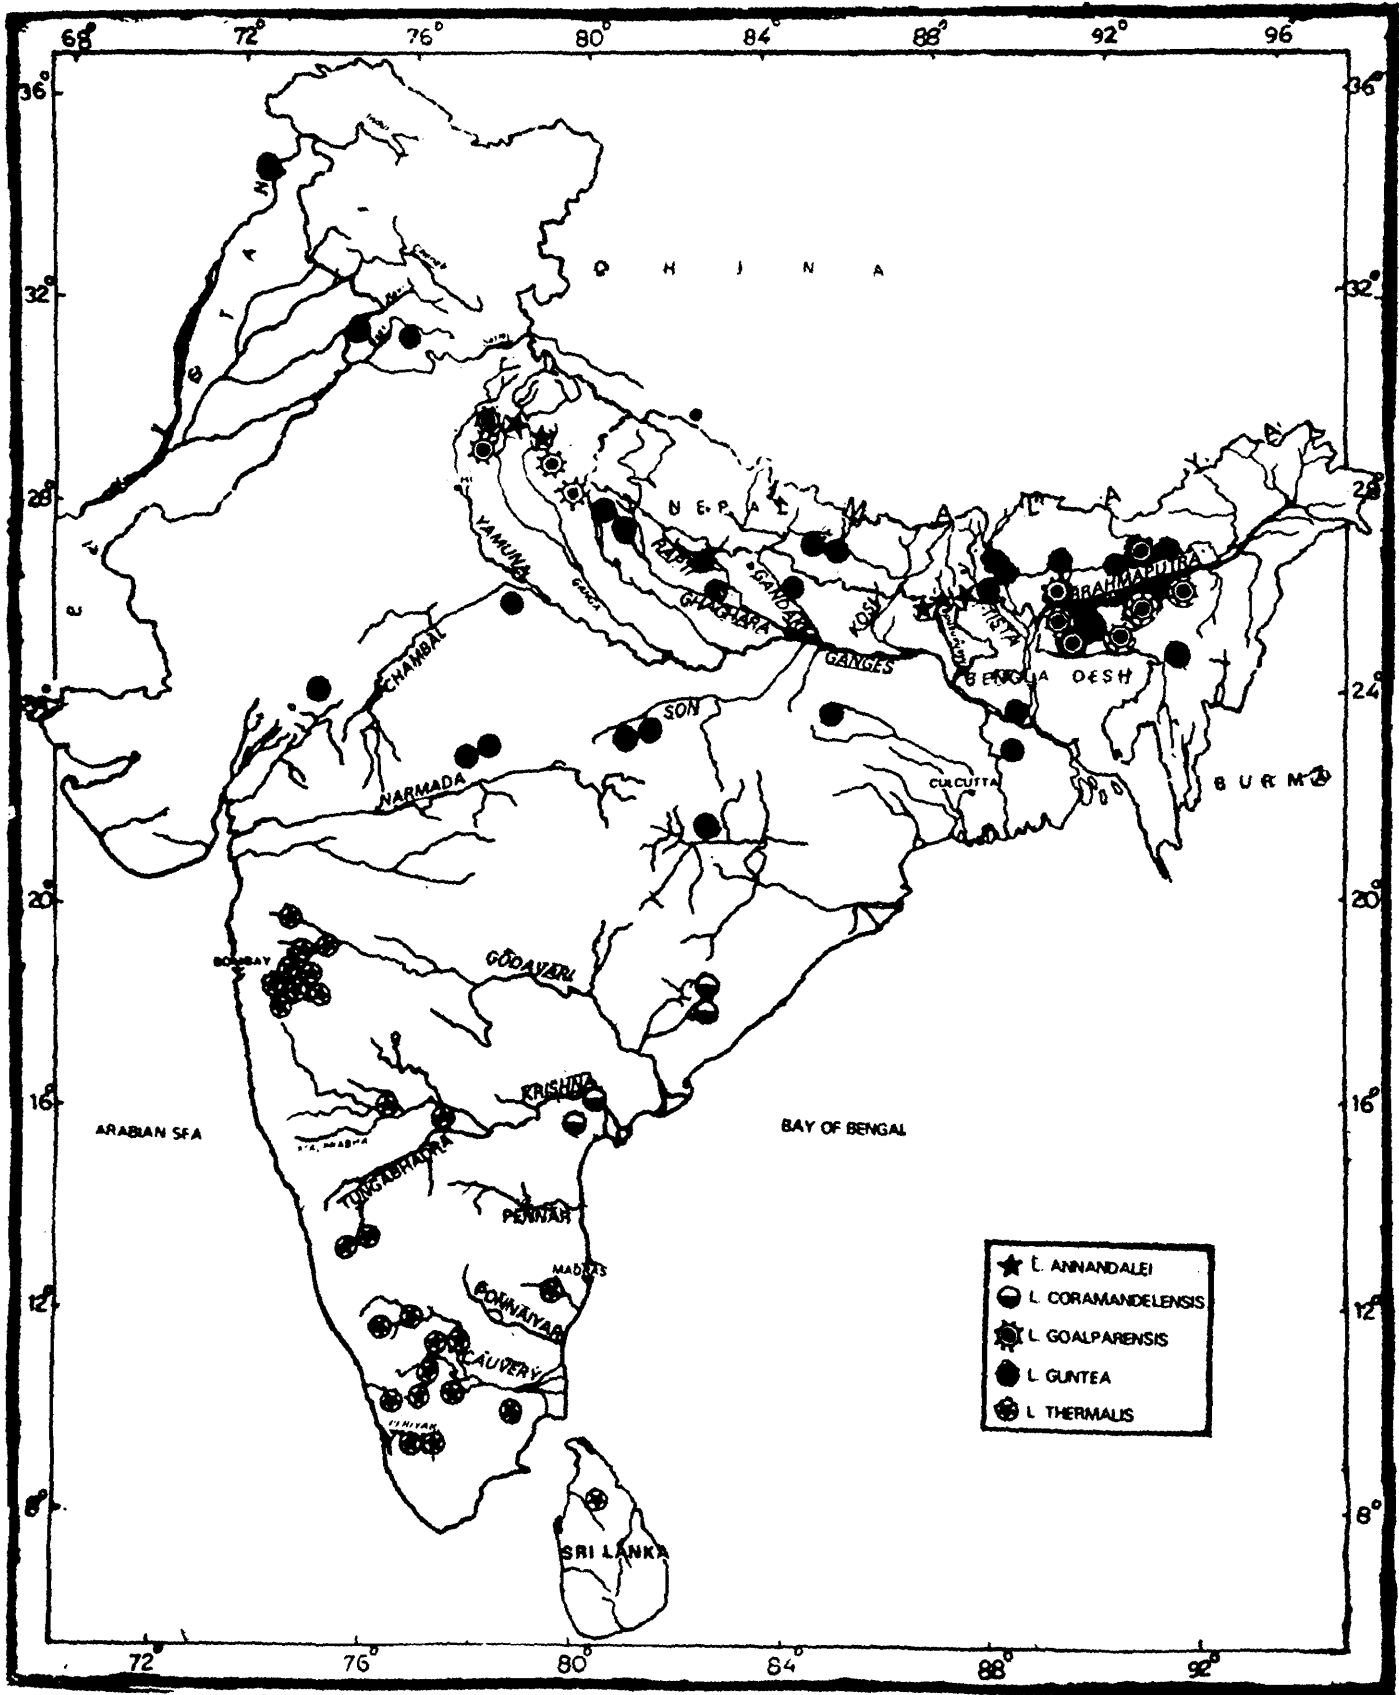 68° 72° 76° 80° 84° 88° 92° 96°
36° 36°
C H I N A
32° 32°
28° 28°
N E P A L
YAMUNA
GANGA
RAPTI
GHAGHARA
GANDAK
KOSI
TISTA
BRAHMAPUTRA
CHAMBAL
GANGES
BENGLA DESH
24° 24°
SON
NARMADA
CULCUTTA
BURMA
20° 20°
BOMBAY
GODAVARI
16° 16°
KRISHNA
ARABIAN SEA
BAY OF BENGAL
TUNGABHADRA
PENNAR
MADRAS
PONNAIYAR
12° 12°
CAUVERY
8° 8°
SRI LANKA
L. ANNANDALEI
L CORAMANDELENSIS
L GOALPARENSIS
L GUNTEA
L THERMALIS
72° 76° 80° 84° 88° 92°